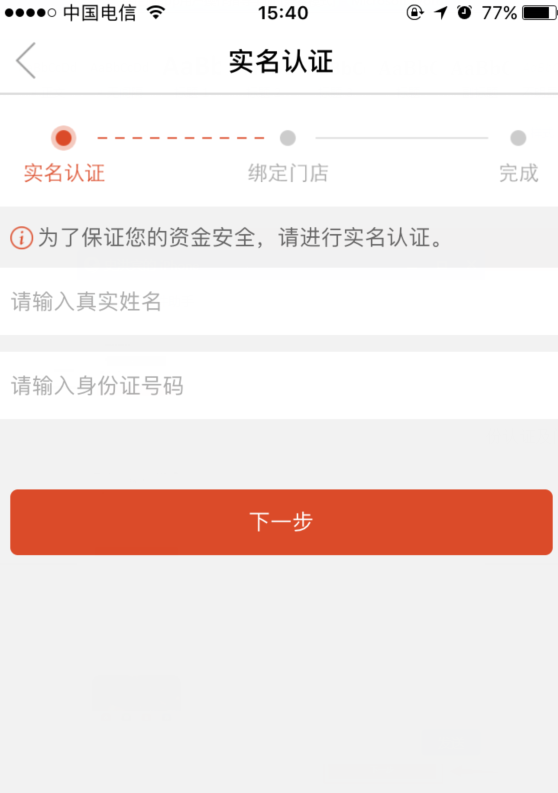 中国电信 15:40 77%
实名认证
实名认证 绑定门店 完成
为了保证您的资金安全，请进行实名认证。
请输入真实姓名
请输入身份证号码
下一步